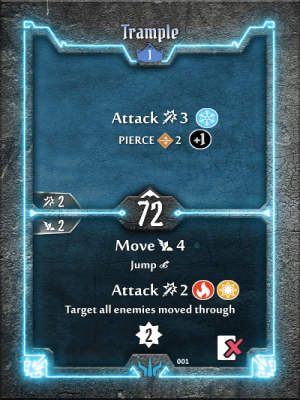 Trample
1
Attack 3
PIERCE 2 +1
2
72
2
Move 4
Jump
Attack 2
Target all enemies moved through
2
001